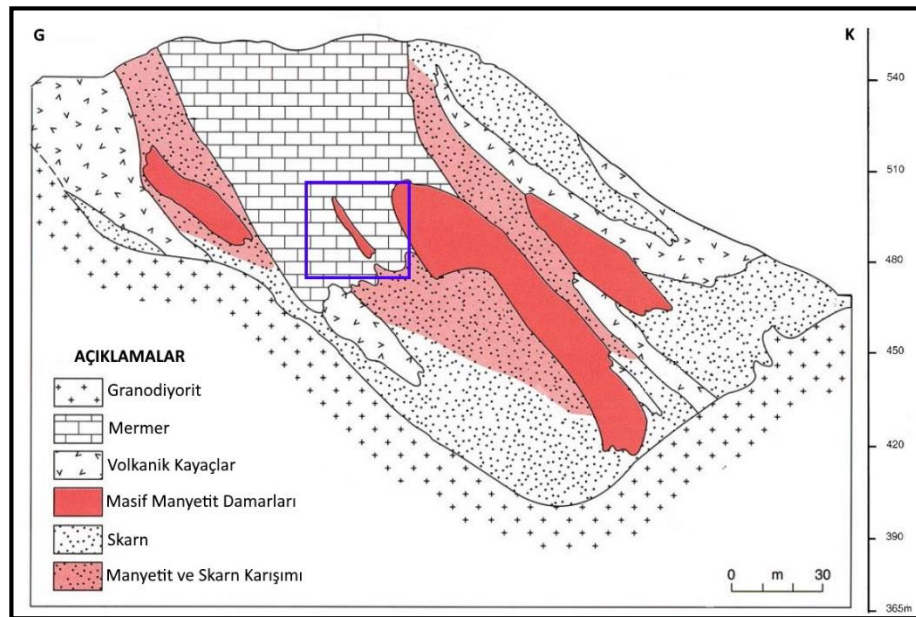 G
K
540
510
480
450
420
390
365m
AÇIKLAMALAR
Granodiyorit
Mermer
Volkanik Kayaçlar
Masif Manyetit Damarları
Skarn
Manyetit ve Skarn Karışımı
0 m 30